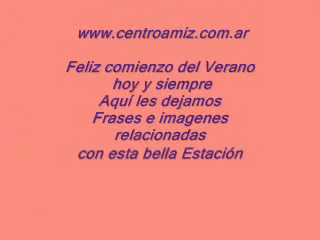 www.centroamiz.com.ar
Feliz comienzo del Verano
hoy y siempre
Aquí les dejamos
Frases e imagenes
relacionadas
con esta bella Estación